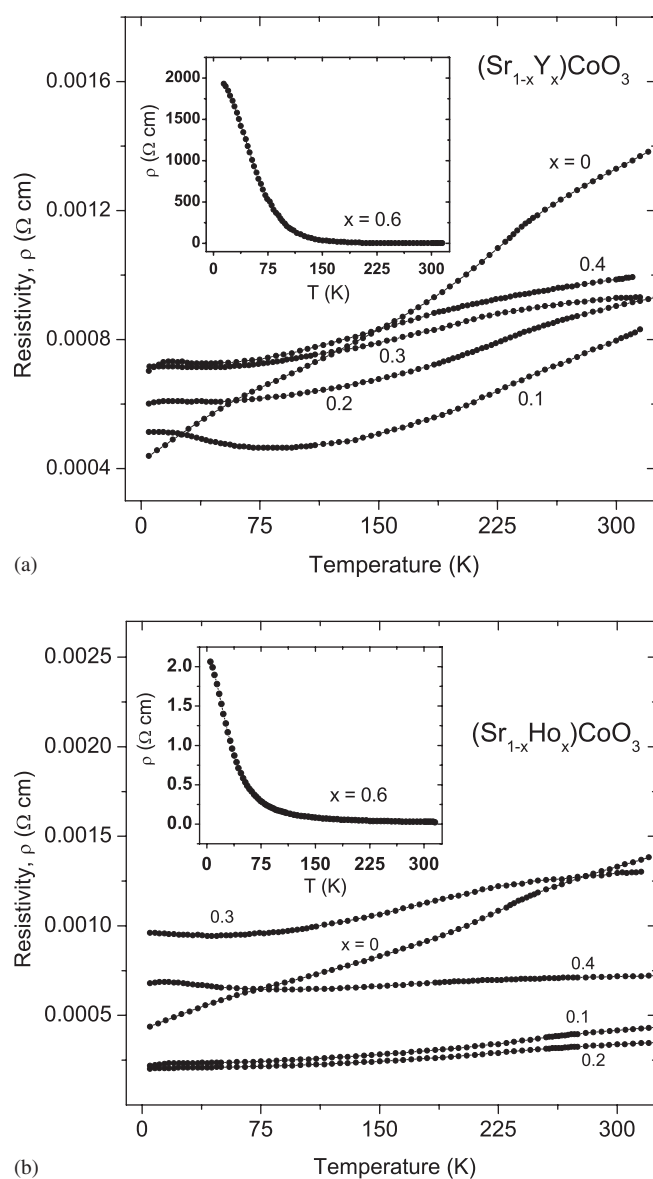 (Sr1-xYx)CoO3
0.0016
0.0012
0.0008
0.0004
Resistivity, ρ (Ω cm)
2000
1500
1000
500
0
ρ (Ω cm)
x = 0.6
0 75 150 225 300
T (K)
x = 0
0.4
0.3
0.2
0.1
0 75 150 225 300
(a) Temperature (K)
0.0025
0.0020
0.0015
0.0010
0.0005
Resistivity, ρ (Ω cm)
2.0
1.5
1.0
0.5
0.0
ρ (Ω cm)
x = 0.6
0 75 150 225 300
T (K)
(Sr1-xHox)CoO3
0.3
x = 0
0.4
0.1
0.2
0 75 150 225 300
(b) Temperature (K)